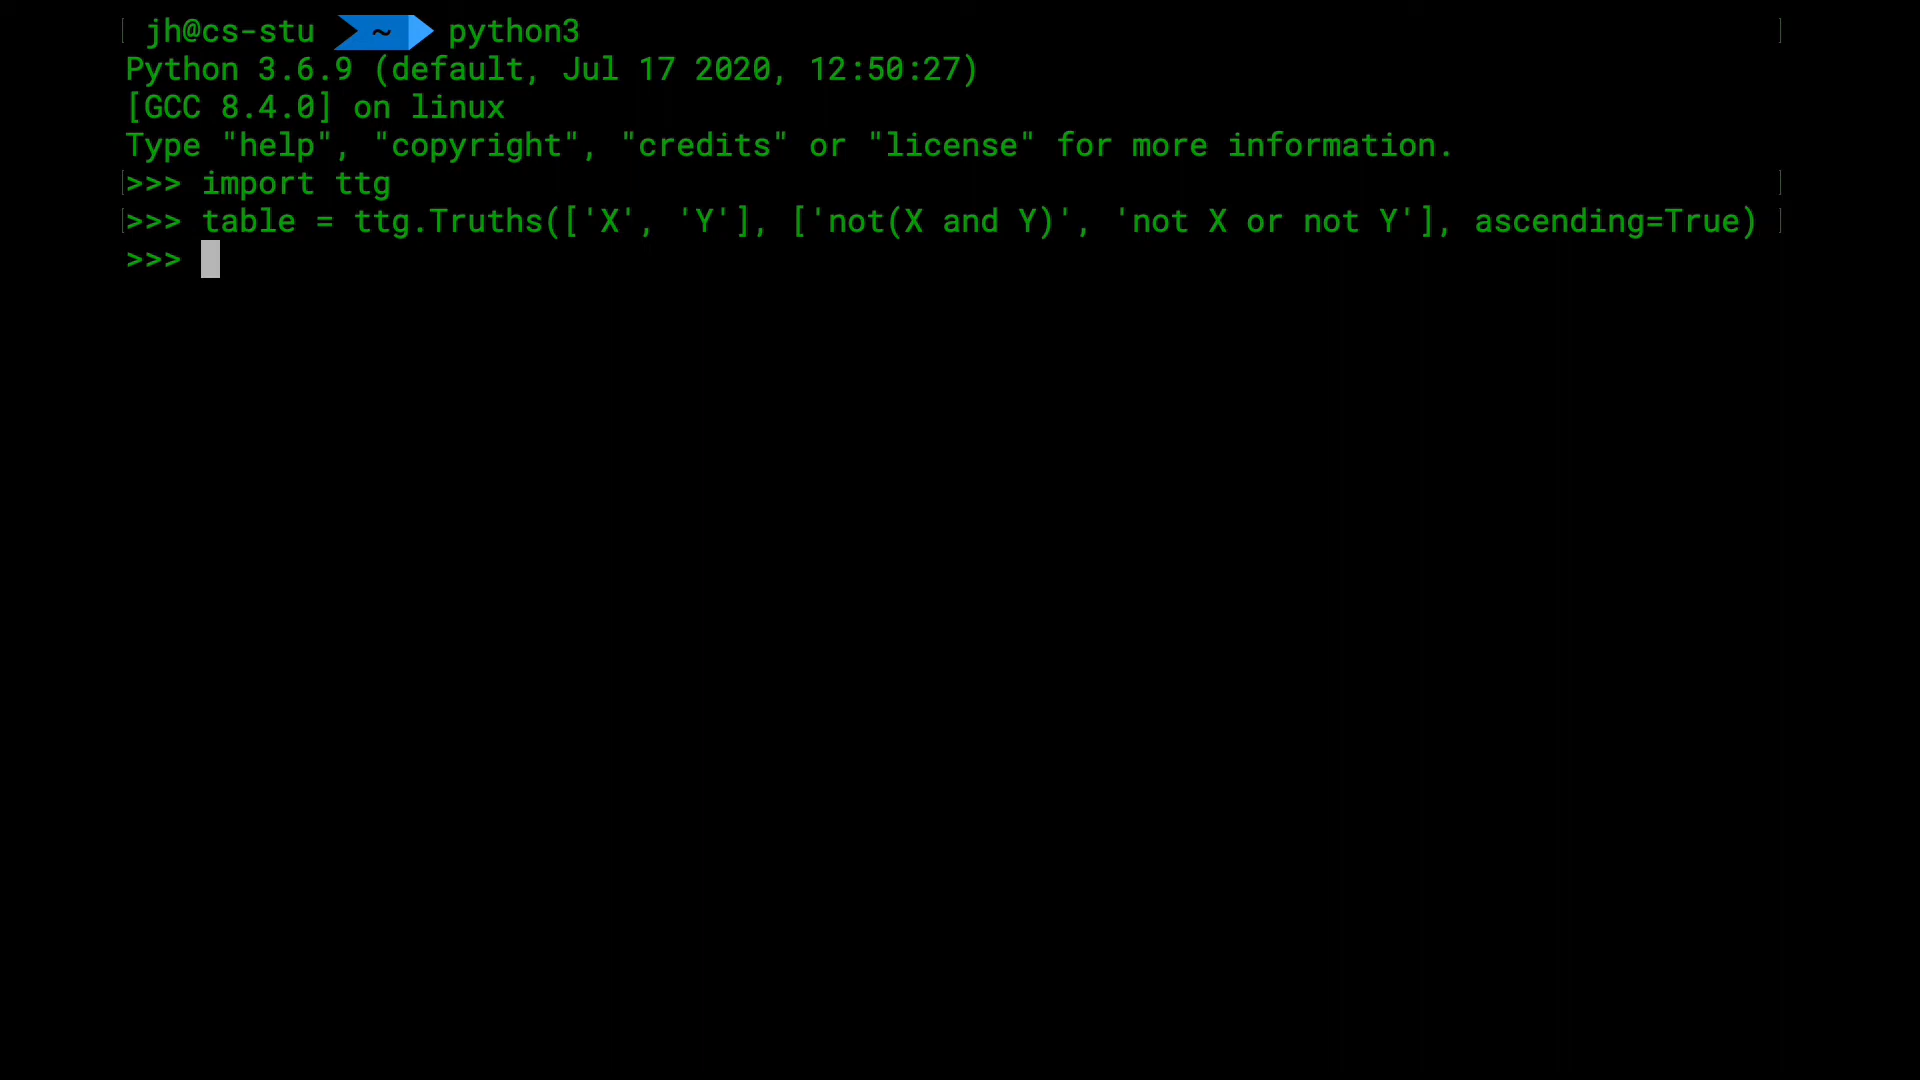 jh@cs-stu ~ python3
Python 3.6.9 (default, Jul 17 2020, 12:50:27)
[GCC 8.4.0] on linux
Type "help", "copyright", "credits" or "license" for more information.
>>> import ttg
>>> table = ttg.Truths(['X', 'Y'], ['not(X and Y)', 'not X or not Y'], ascending=True)
>>>